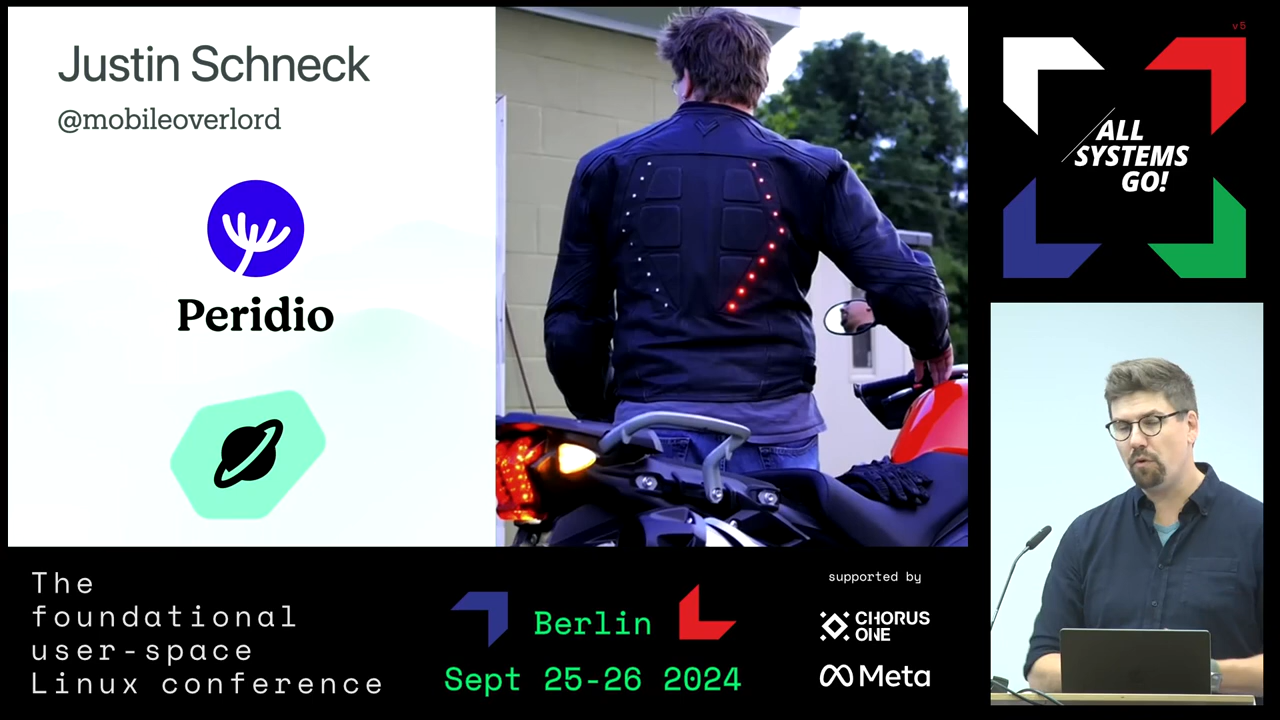 Justin Schneck
@mobileoverlord
Peridio
v5
ALL
SYSTEMS
GO!
The
foundational
user-space
Linux conference
Berlin
Sept 25-26 2024
supported by
CHORUS
ONE
Meta